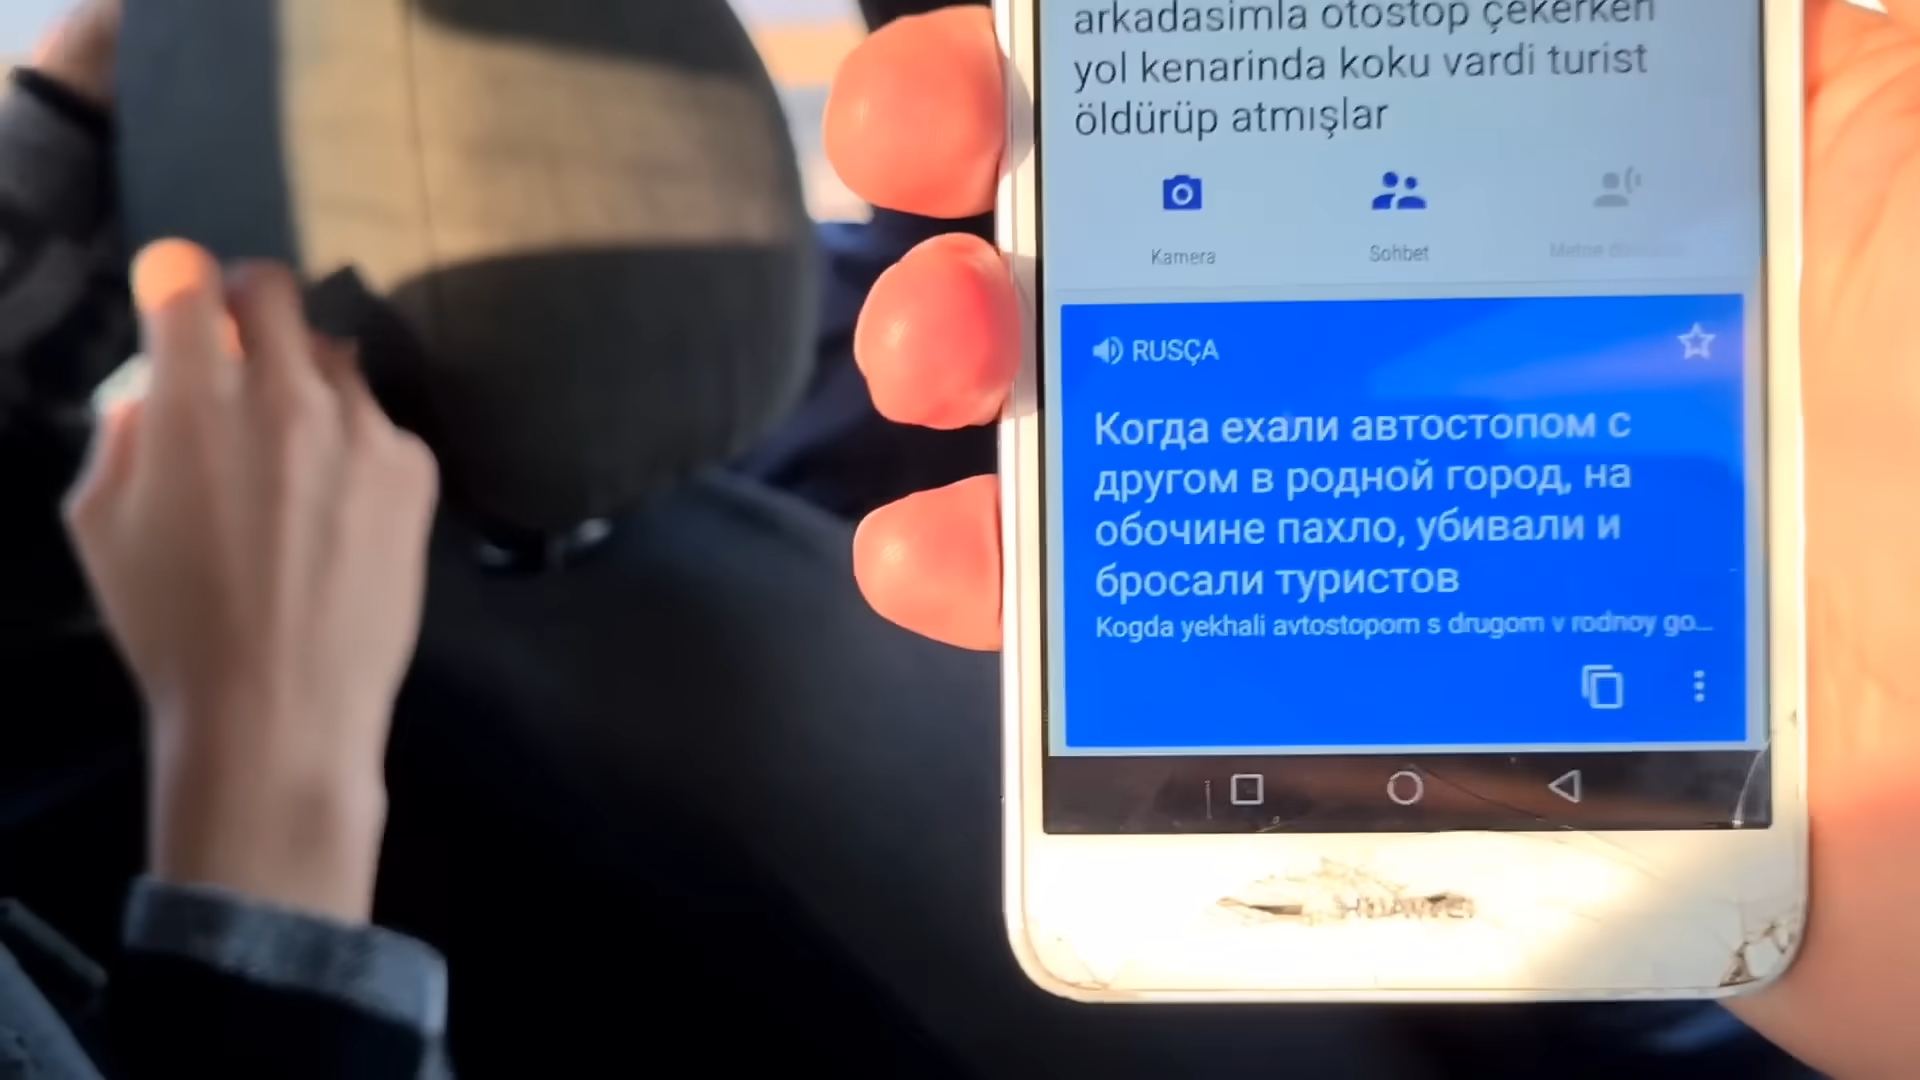 arkadasimla otostop çekerken
yol kenarinda koku vardi turist
öldürüp atmışlar
Kamera
Sohbet
RUSÇA
Когда ехали автостопом с
другом в родной город, на
обочине пахло, убивали и
бросали туристов
Kogda yekhali avtostopom s drugom v rodnoy go...
HUAWEI